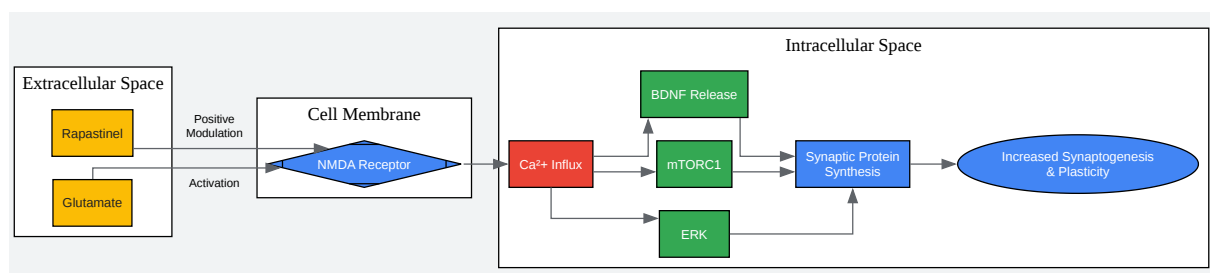 Extracellular Space
Rapastinel
Glutamate
Positive
Modulation
Activation
Cell Membrane
NMDA Receptor
Intracellular Space
Ca²⁺ Influx
BDNF Release
mTORC1
ERK
Synaptic Protein
Synthesis
Increased Synaptogenesis
& Plasticity